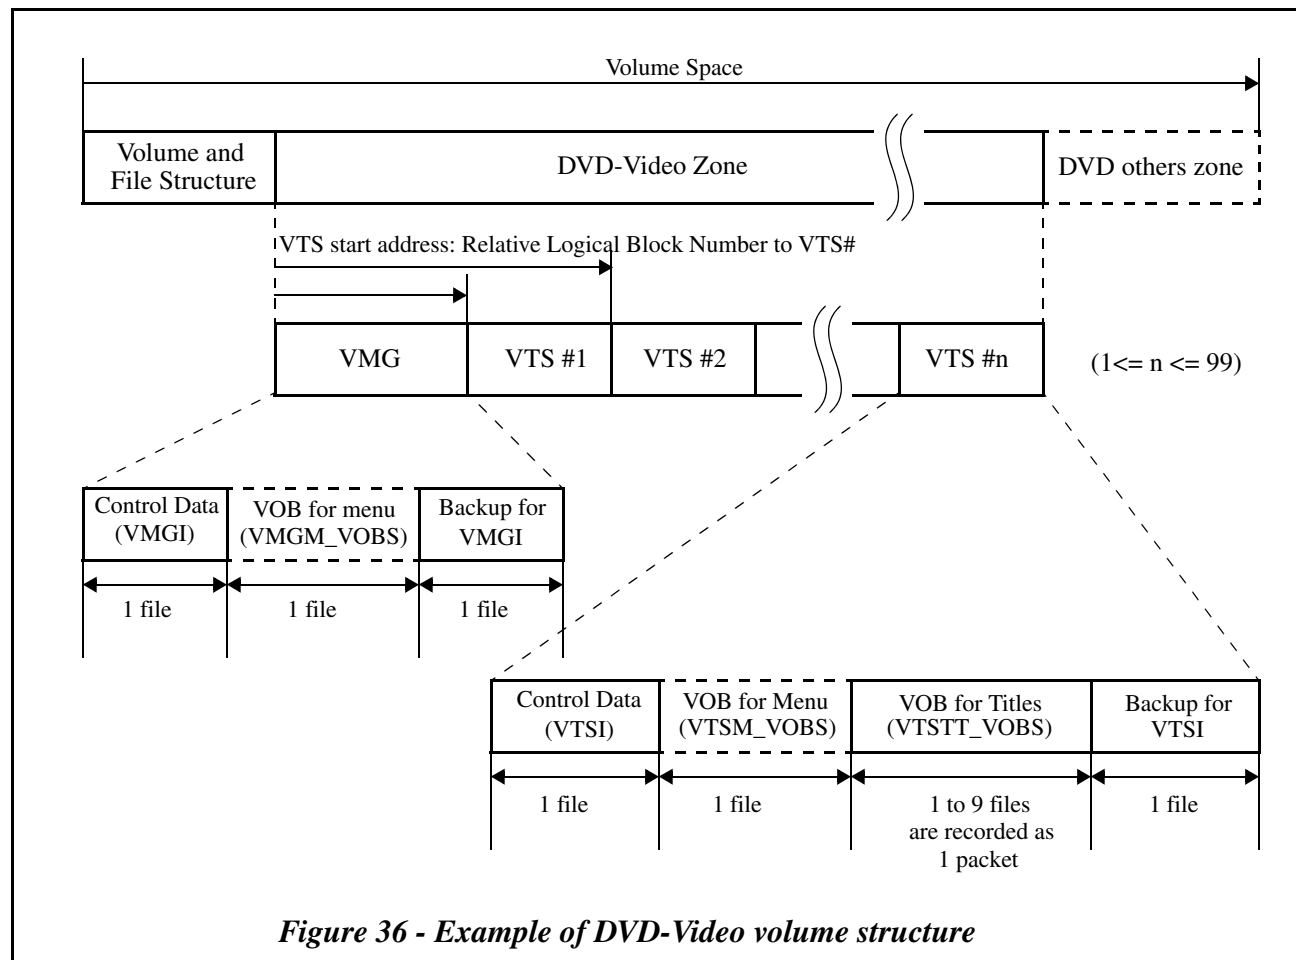 Volume Space
Volume and
File Structure
DVD-Video Zone
DVD others zone
VTS start address: Relative Logical Block Number to VTS#
VMG
VTS #1
VTS #2
VTS #n
(1<= n <= 99)
Control Data
(VMGI)
VOB for menu
(VMGM_VOBS)
Backup for
VMGI
1 file
1 file
1 file
Control Data
(VTSI)
VOB for Menu
(VTSM_VOBS)
VOB for Titles
(VTSTT_VOBS)
Backup for
VTSI
1 file
1 file
1 to 9 files
are recorded as
1 packet
1 file
Figure 36 - Example of DVD-Video volume structure